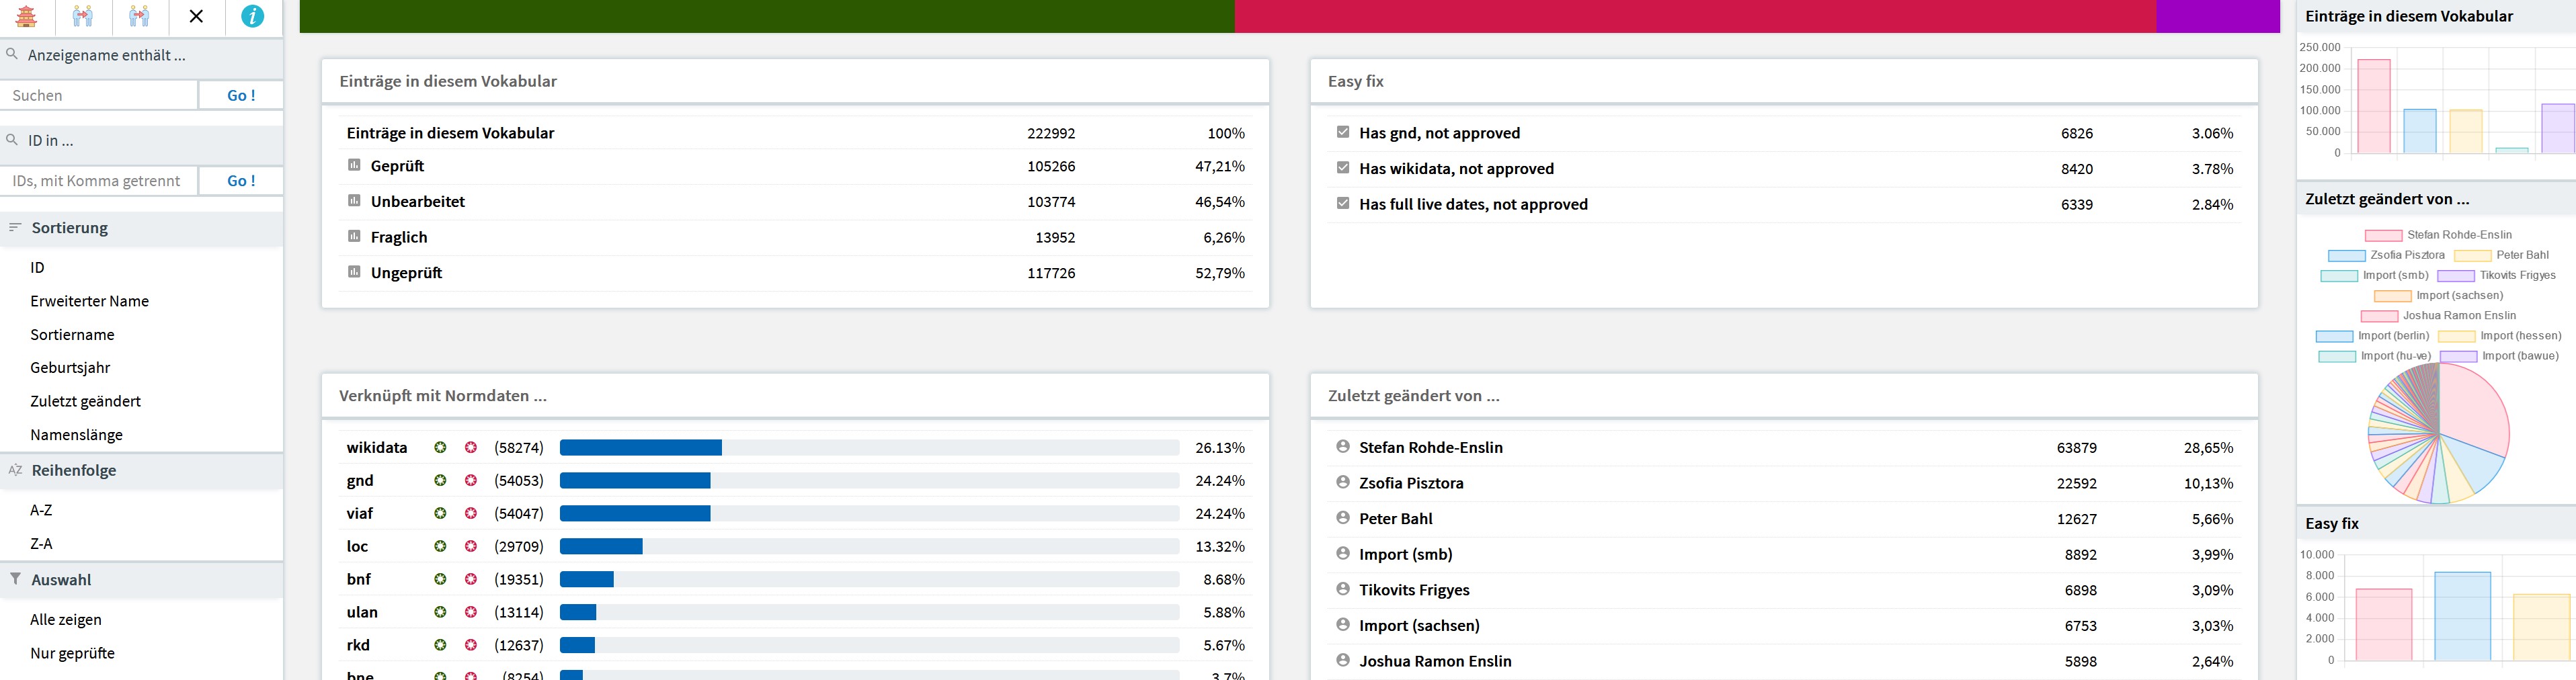 Anzeigename enthält ...
Suchen
Go !
ID in ...
IDs, mit Komma getrennt
Go !
Sortierung
ID
Erweiterter Name
Sortiername
Geburtsjahr
Zuletzt geändert
Namenslänge
Reihenfolge
A-Z
Z-A
Auswahl
Alle zeigen
Nur geprüfte
Einträge in diesem Vokabular
Einträge in diesem Vokabular 222992 100%
Geprüft 105266 47,21%
Unbearbeitet 103774 46,54%
Fraglich 13952 6,26%
Ungeprüft 117726 52,79%
Easy fix
Has gnd, not approved 6826 3.06%
Has wikidata, not approved 8420 3.78%
Has full live dates, not approved 6339 2.84%
Verknüpft mit Normdaten ...
wikidata (58274) 26.13%
gnd (54053) 24.24%
viaf (54047) 24.24%
loc (29709) 13.32%
bnf (19351) 8.68%
ulan (13114) 5.88%
rkd (12637) 5.67%
bne (8254) 3.7%
Zuletzt geändert von ...
Stefan Rohde-Enslin 63879 28,65%
Zsofia Pisztora 22592 10,13%
Peter Bahl 12627 5,66%
Import (smb) 8892 3,99%
Tikovits Frigyes 6898 3,09%
Import (sachsen) 6753 3,03%
Joshua Ramon Enslin 5898 2,64%
Einträge in diesem Vokabular
250.000
200.000
150.000
100.000
50.000
0
Zuletzt geändert von ...
Stefan Rohde-Enslin
Zsofia Pisztora Peter Bahl
Import (smb) Tikovits Frigyes
Import (sachsen)
Joshua Ramon Enslin
Import (berlin) Import (hessen)
Import (hu-ve) Import (bawue)
Easy fix
10.000
8.000
6.000
4.000
2.000
0